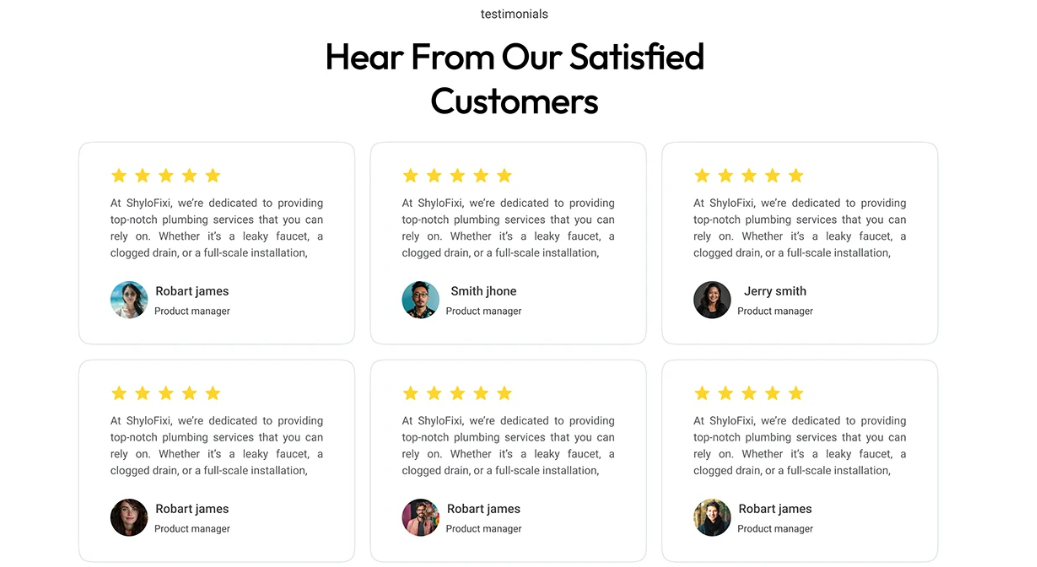 testimonials
Hear From Our Satisfied
Customers
At ShyloFixi, we're dedicated to providing
top-notch plumbing services that you can
rely on. Whether it's a leaky faucet, a
clogged drain, or a full-scale installation,
Robart james
Product manager
At ShyloFixi, we're dedicated to providing
top-notch plumbing services that you can
rely on. Whether it's a leaky faucet, a
clogged drain, or a full-scale installation,
Smith jhone
Product manager
At ShyloFixi, we're dedicated to providing
top-notch plumbing services that you can
rely on. Whether it's a leaky faucet, a
clogged drain, or a full-scale installation,
Jerry smith
Product manager
At ShyloFixi, we're dedicated to providing
top-notch plumbing services that you can
rely on. Whether it's a leaky faucet, a
clogged drain, or a full-scale installation,
Robart james
Product manager
At ShyloFixi, we're dedicated to providing
top-notch plumbing services that you can
rely on. Whether it's a leaky faucet, a
clogged drain, or a full-scale installation,
Robart james
Product manager
At ShyloFixi, we're dedicated to providing
top-notch plumbing services that you can
rely on. Whether it's a leaky faucet, a
clogged drain, or a full-scale installation,
Robart james
Product manager